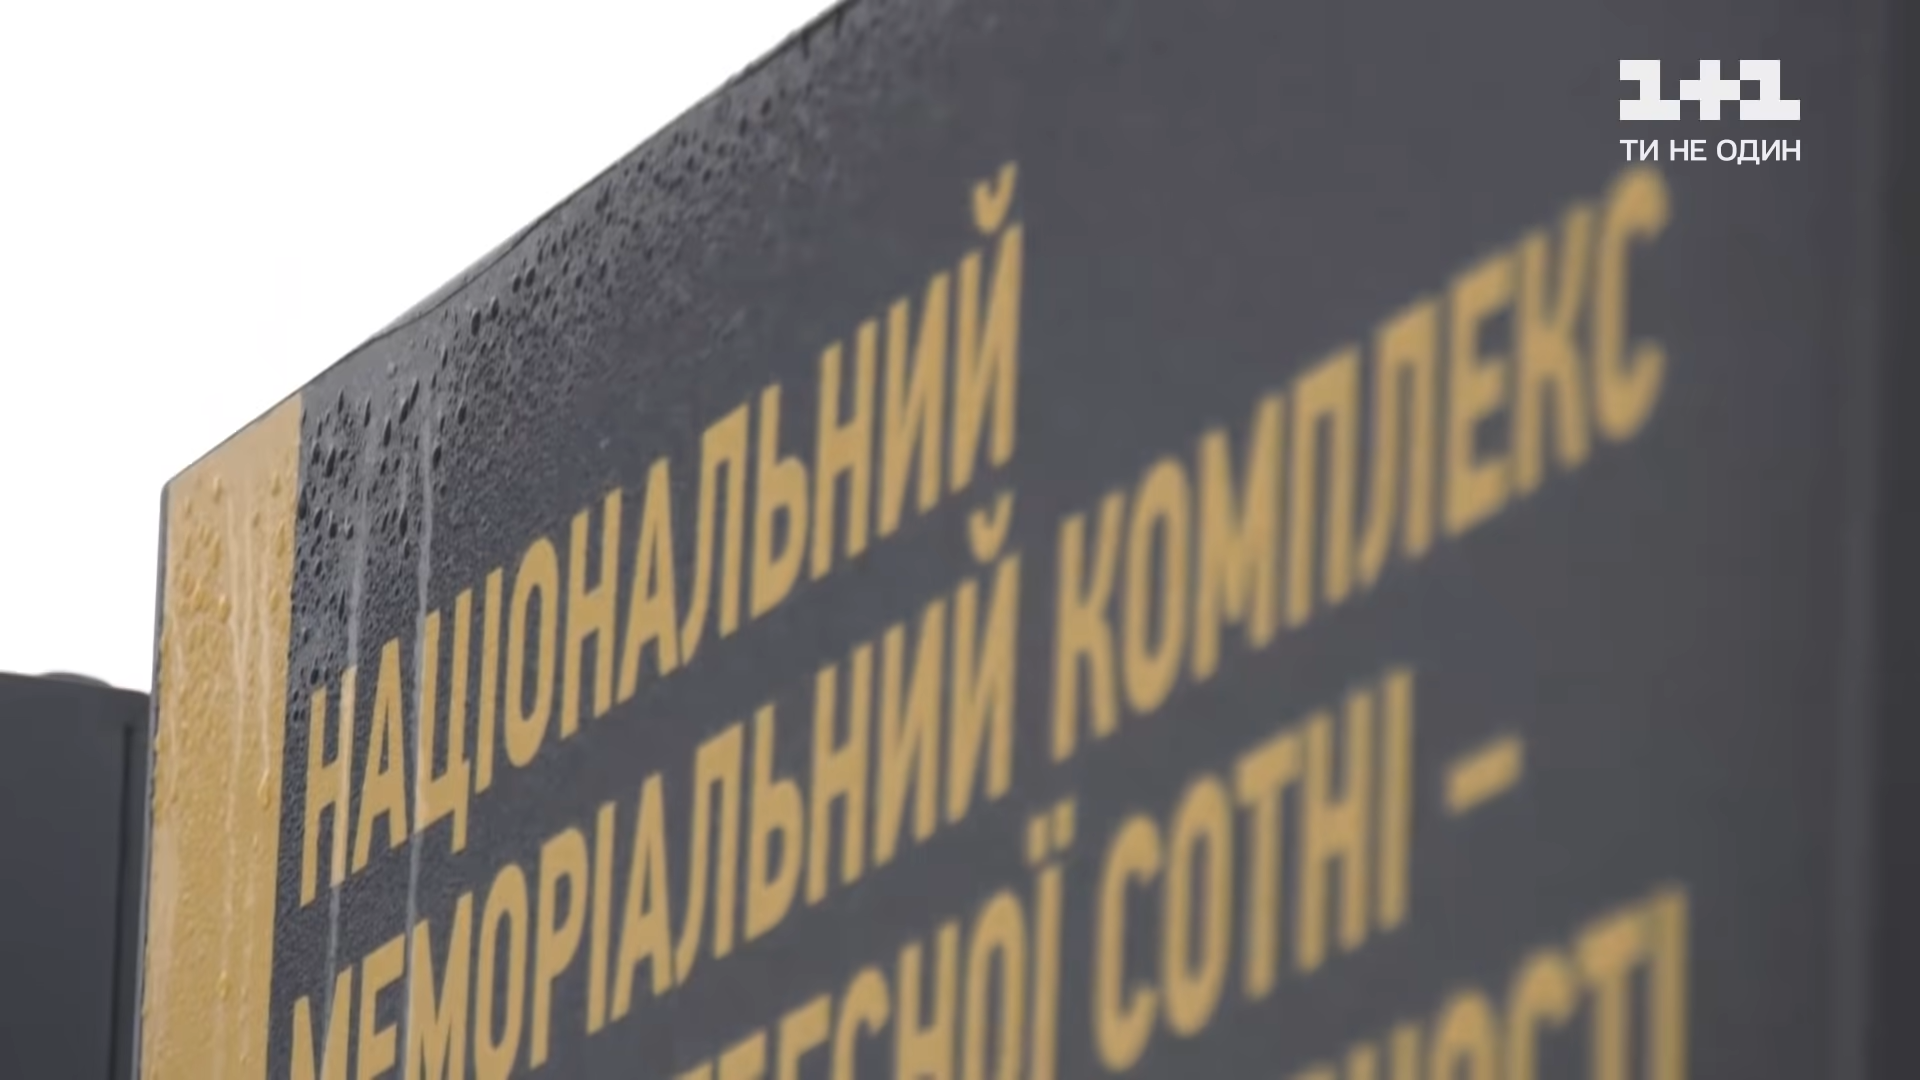 1+1
ТИ НЕ ОДИН
НАЦІОНАЛЬНИЙ
МЕМОРІАЛЬНИЙ КОМПЛЕКС
СОТНІ –